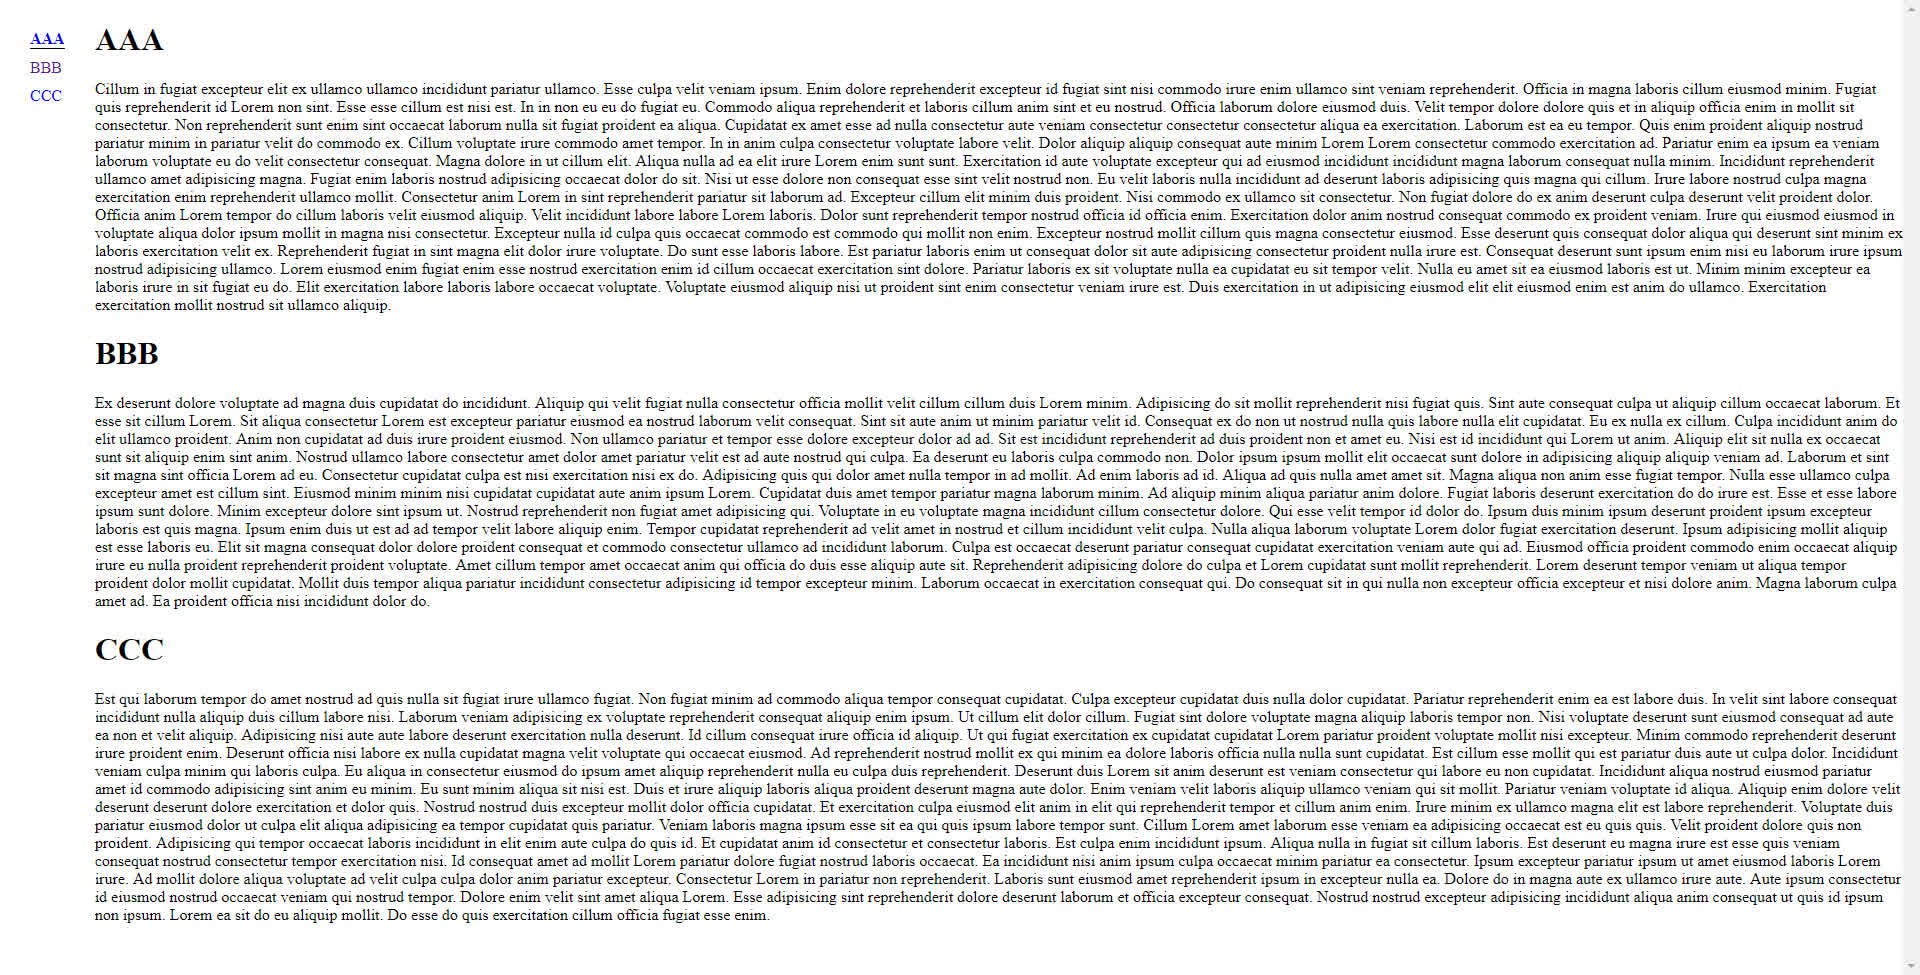 AAA
BBB
CCC
AAA
Cillum in fugiat excepteur elit ex ullamco ullamco incididunt pariatur ullamco. Esse culpa velit veniam ipsum. Enim dolore reprehenderit excepteur id fugiat sint nisi commodo irure enim ullamco sint veniam reprehenderit. Officia in magna laboris cillum eiusmod minim. Fugiat
quis reprehenderit id Lorem non sint. Esse esse cillum est nisi est. In in non eu eu do fugiat eu. Commodo aliqua reprehenderit et laboris cillum anim sint et eu nostrud. Officia laborum dolore eiusmod duis. Velit tempor dolore dolore quis et in aliquip officia enim in mollit sit
consectetur. Non reprehenderit sunt enim sint occaecat laborum nulla sit fugiat proident ea aliqua. Cupidatat ex amet esse ad nulla consectetur aute veniam consectetur consectetur consectetur aliqua ea exercitation. Laborum est ea eu tempor. Quis enim proident aliquip nostrud
pariatur minim in pariatur velit do commodo ex. Cillum voluptate irure commodo amet tempor. In in anim culpa consectetur voluptate labore velit. Dolor aliquip aliquip consequat aute minim Lorem Lorem consectetur commodo exercitation ad. Pariatur enim ea ipsum ea veniam
laborum voluptate eu do velit consectetur consequat. Magna dolore in ut cillum elit. Aliqua nulla ad ea elit irure Lorem enim sunt sunt. Exercitation id aute voluptate excepteur qui ad eiusmod incididunt incididunt magna laborum consequat nulla minim. Incididunt reprehenderit
ullamco amet adipisicing magna. Fugiat enim laboris nostrud adipisicing occaecat dolor do sit. Nisi ut esse dolore non consequat esse sint velit nostrud non. Eu velit laboris nulla incididunt ad deserunt laboris adipisicing quis magna qui cillum. Irure labore nostrud culpa magna
exercitation enim reprehenderit ullamco mollit. Consectetur anim Lorem in sint reprehenderit pariatur sit laborum ad. Excepteur cillum elit minim duis proident. Nisi commodo ex ullamco sit consectetur. Non fugiat dolore do ex anim deserunt culpa deserunt velit proident dolor.
Officia anim Lorem tempor do cillum laboris velit eiusmod aliquip. Velit incididunt labore labore Lorem laboris. Dolor sunt reprehenderit tempor nostrud officia id officia enim. Exercitation dolor anim nostrud consequat commodo ex proident veniam. Irure qui eiusmod eiusmod in
voluptate aliqua dolor ipsum mollit in magna nisi consectetur. Excepteur nulla id culpa quis occaecat commodo est commodo qui mollit non enim. Excepteur nostrud mollit cillum quis magna consectetur eiusmod. Esse deserunt quis consequat dolor aliqua qui deserunt sint minim ex
laboris exercitation velit ex. Reprehenderit fugiat in sint magna elit dolor irure voluptate. Do sunt esse laboris labore. Est pariatur laboris enim ut consequat dolor sit aute adipisicing consectetur proident nulla irure est. Consequat deserunt sunt ipsum enim nisi eu laborum irure ipsum
nostrud adipisicing ullamco. Lorem eiusmod enim fugiat enim esse nostrud exercitation enim id cillum occaecat exercitation sint dolore. Pariatur laboris ex sit voluptate nulla ea cupidatat eu sit tempor velit. Nulla eu amet sit ea eiusmod laboris est ut. Minim minim excepteur ea
laboris irure in sit fugiat eu do. Elit exercitation labore laboris labore occaecat voluptate. Voluptate eiusmod aliquip nisi ut proident sint enim consectetur veniam irure est. Duis exercitation in ut adipisicing eiusmod elit elit eiusmod enim est anim do ullamco. Exercitation
exercitation mollit nostrud sit ullamco aliquip.
BBB
Ex deserunt dolore voluptate ad magna duis cupidatat do incididunt. Aliquip qui velit fugiat nulla consectetur officia mollit velit cillum cillum duis Lorem minim. Adipisicing do sit mollit reprehenderit nisi fugiat quis. Sint aute consequat culpa ut aliquip cillum occaecat laborum. Et
esse sit cillum Lorem. Sit aliqua consectetur Lorem est excepteur pariatur eiusmod ea nostrud laborum velit consequat. Sint sit aute anim ut minim pariatur velit id. Consequat ex do non ut nostrud nulla quis labore nulla elit cupidatat. Eu ex nulla ex cillum. Culpa incididunt anim do
elit ullamco proident. Anim non cupidatat ad duis irure proident eiusmod. Non ullamco pariatur et tempor esse dolore excepteur dolor ad ad. Sit est incididunt reprehenderit ad duis proident non et amet eu. Nisi est id incididunt qui Lorem ut anim. Aliquip elit sit nulla ex occaecat
sunt sit aliquip enim sint anim. Nostrud ullamco labore consectetur amet dolor amet pariatur velit est ad aute nostrud qui culpa. Ea deserunt eu laboris culpa commodo non. Dolor ipsum ipsum mollit elit occaecat sunt dolore in adipisicing aliquip aliquip veniam ad. Laborum et sint
sit magna sint officia Lorem ad eu. Consectetur cupidatat culpa est nisi exercitation nisi ex do. Adipisicing quis qui dolor amet nulla tempor in ad mollit. Ad enim laboris ad id. Aliqua ad quis nulla amet amet sit. Magna aliqua non anim esse fugiat tempor. Nulla esse ullamco culpa
excepteur amet est cillum sint. Eiusmod minim minim nisi cupidatat cupidatat aute anim ipsum Lorem. Cupidatat duis amet tempor pariatur magna laborum minim. Ad aliquip minim aliqua pariatur anim dolore. Fugiat laboris deserunt exercitation do do irure est. Esse et esse labore
ipsum sunt dolore. Minim excepteur dolore sint ipsum ut. Nostrud reprehenderit non fugiat amet adipisicing qui. Voluptate in eu voluptate magna incididunt cillum consectetur dolore. Qui esse velit tempor id dolor do. Ipsum duis minim ipsum deserunt proident ipsum excepteur
laboris est quis magna. Ipsum enim duis ut est ad ad tempor velit labore aliquip enim. Tempor cupidatat reprehenderit ad velit amet in nostrud et cillum incididunt velit culpa. Nulla aliqua laborum voluptate Lorem dolor fugiat exercitation deserunt. Ipsum adipisicing mollit aliquip
est esse laboris eu. Elit sit magna consequat dolor dolore proident consequat et commodo consectetur ullamco ad incididunt laborum. Culpa est occaecat deserunt pariatur consequat cupidatat exercitation veniam aute qui ad. Eiusmod officia proident commodo enim occaecat aliquip
irure eu nulla proident reprehenderit proident voluptate. Amet cillum tempor amet occaecat anim qui officia do duis esse aliquip aute sit. Reprehenderit adipisicing dolore do culpa et Lorem cupidatat sunt mollit reprehenderit. Lorem deserunt tempor veniam ut aliqua tempor
proident dolor mollit cupidatat. Mollit duis tempor aliqua pariatur incididunt consectetur adipisicing id tempor excepteur minim. Laborum occaecat in exercitation consequat qui. Do consequat sit in qui nulla non excepteur officia excepteur et nisi dolore anim. Magna laborum culpa
amet ad. Ea proident officia nisi incididunt dolor do.
CCC
Est qui laborum tempor do amet nostrud ad quis nulla sit fugiat irure ullamco fugiat. Non fugiat minim ad commodo aliqua tempor consequat cupidatat. Culpa excepteur cupidatat duis nulla dolor cupidatat. Pariatur reprehenderit enim ea est labore duis. In velit sint labore consequat
incididunt nulla aliquip duis cillum labore nisi. Laborum veniam adipisicing ex voluptate reprehenderit consequat aliquip enim ipsum. Ut cillum elit dolor cillum. Fugiat sint dolore voluptate magna aliquip laboris tempor non. Nisi voluptate deserunt sunt eiusmod consequat ad aute
ea non et velit aliquip. Adipisicing nisi aute aute labore deserunt exercitation nulla deserunt. Id cillum consequat irure officia id aliquip. Ut qui fugiat exercitation ex cupidatat cupidatat Lorem pariatur proident voluptate mollit nisi excepteur. Minim commodo reprehenderit deserunt
irure proident enim. Deserunt officia nisi labore ex nulla cupidatat magna velit voluptate qui occaecat eiusmod. Ad reprehenderit nostrud mollit ex qui minim ea dolore laboris officia nulla nulla sunt cupidatat. Est cillum esse mollit qui est pariatur duis aute ut culpa dolor. Incididunt
veniam culpa minim qui laboris culpa. Eu aliqua in consectetur eiusmod do ipsum amet aliquip reprehenderit nulla eu culpa duis reprehenderit. Deserunt duis Lorem sit anim deserunt est veniam consectetur qui labore eu non cupidatat. Incididunt aliqua nostrud eiusmod pariatur
amet id commodo adipisicing sint anim eu minim. Eu sunt minim aliqua sit nisi est. Duis et irure aliquip laboris aliqua proident deserunt magna aute dolor. Enim veniam velit laboris aliquip ullamco veniam qui sit mollit. Pariatur veniam voluptate id aliqua. Aliquip enim dolore velit
deserunt deserunt dolore exercitation et dolor quis. Nostrud nostrud duis excepteur mollit dolor officia cupidatat. Et exercitation culpa eiusmod elit anim in elit qui reprehenderit tempor et cillum anim enim. Irure minim ex ullamco magna elit est labore reprehenderit. Voluptate duis
pariatur eiusmod dolor ut culpa elit aliqua adipisicing ea tempor cupidatat quis pariatur. Veniam laboris magna ipsum esse sit ea qui quis ipsum labore tempor sunt. Cillum Lorem amet laborum esse veniam ea adipisicing occaecat est eu quis quis. Velit proident dolore quis non
proident. Adipisicing qui tempor occaecat laboris incididunt in elit enim aute culpa do quis id. Et cupidatat anim id consectetur et consectetur laboris. Est culpa enim incididunt ipsum. Aliqua nulla in fugiat sit cillum laboris. Est deserunt eu magna irure est esse quis veniam
consequat nostrud consectetur tempor exercitation nisi. Id consequat amet ad mollit Lorem pariatur dolore fugiat nostrud laboris occaecat. Ea incididunt nisi anim ipsum culpa occaecat minim pariatur ea consectetur. Ipsum excepteur pariatur ipsum ut amet eiusmod laboris Lorem
irure. Ad mollit dolore aliqua voluptate ad velit culpa culpa dolor anim pariatur excepteur. Consectetur Lorem in pariatur non reprehenderit. Laboris sunt eiusmod amet reprehenderit ipsum in excepteur nulla ea. Dolore do in magna aute ex ullamco irure aute. Aute ipsum consectetur
id eiusmod nostrud occaecat veniam qui nostrud tempor. Dolore enim velit sint amet aliqua Lorem. Esse adipisicing sint reprehenderit dolore deserunt laborum et officia excepteur consequat. Nostrud nostrud excepteur adipisicing incididunt aliqua anim consequat ut quis id ipsum
non ipsum. Lorem ea sit do eu aliquip mollit. Do esse do quis exercitation cillum officia fugiat esse enim.